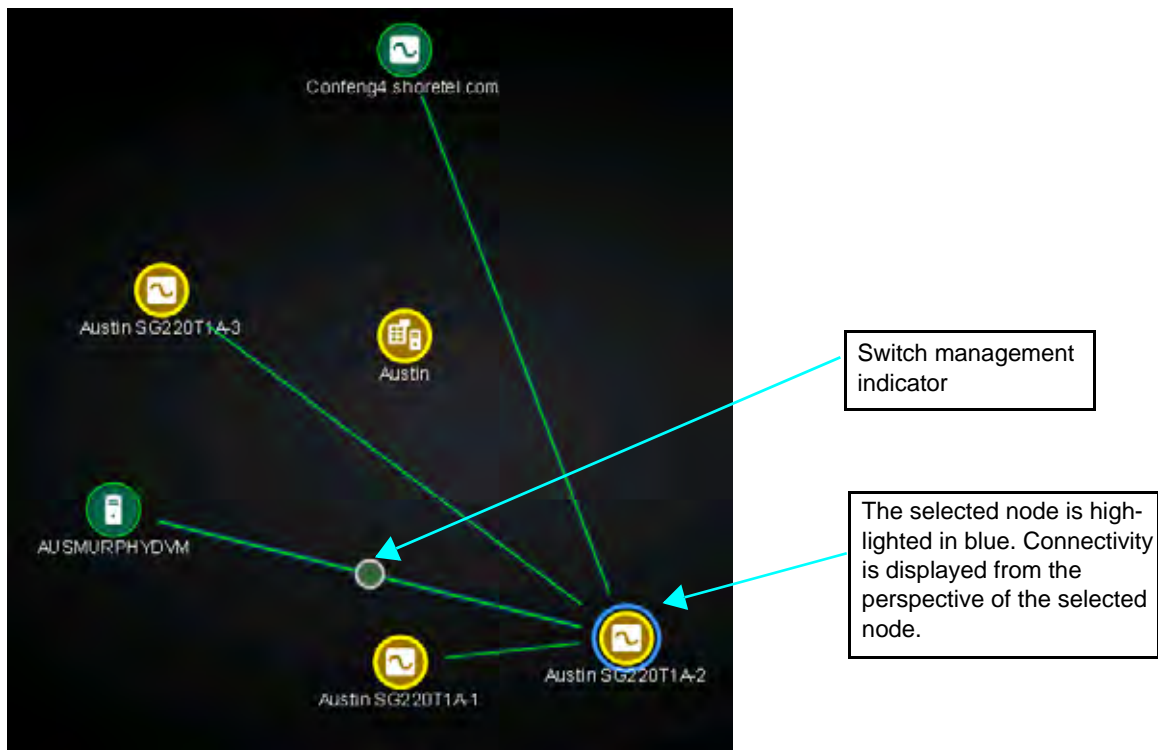 Confeng4 shoretel.com
Austin SG220T1A-3
Austin
AUSMURPHYDVM
Austin SG220T1A-1
Austin SG220T1A-2
Switch management
indicator
The selected node is high-
lighted in blue. Connectivity
is displayed from the
perspective of the selected
node.